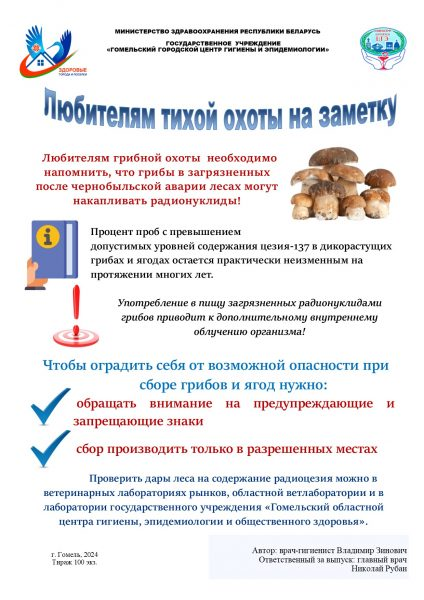 МИНИСТЕРСТВО ЗДРАВООХРАНЕНИЯ РЕСПУБЛИКИ БЕЛАРУСЬ
ГОСУДАРСТВЕННОЕ УЧРЕЖДЕНИЕ
«ГОМЕЛЬСКИЙ ГОРОДСКОЙ ЦЕНТР ГИГИЕНЫ И ЭПИДЕМИОЛОГИИ»
ЗДОРОВЫЕ
ГОРОДА И ПОСЕЛКИ
Любителям тихой охоты на заметку
Любителям грибной охоты необходимо
напомнить, что грибы в загрязненных
после чернобыльской аварии лесах могут
накапливать радионуклиды!
Процент проб с превышением
допустимых уровней содержания цезия-137 в дикорастущих
грибах и ягодах остается практически неизменным на
протяжении многих лет.
Употребление в пищу загрязненных радионуклидами
грибов приводит к дополнительному внутреннему
облучению организма!
Чтобы оградить себя от возможной опасности при
сборе грибов и ягод нужно:
обращать внимание на предупреждающие и
запрещающие знаки
сбор производить только в разрешенных местах
Проверить дары леса на содержание радиоцезия можно в
ветеринарных лабораториях рынков, областной ветлаборатории и в
лаборатории государственного учреждения «Гомельский областной
центра гигиены, эпидемиологии и общественного здоровья».
г. Гомель, 2024
Тираж 100 экз.
Автор: врач-гигиенист Владимир Зинович
Ответственный за выпуск: главный врач
Николай Рубан